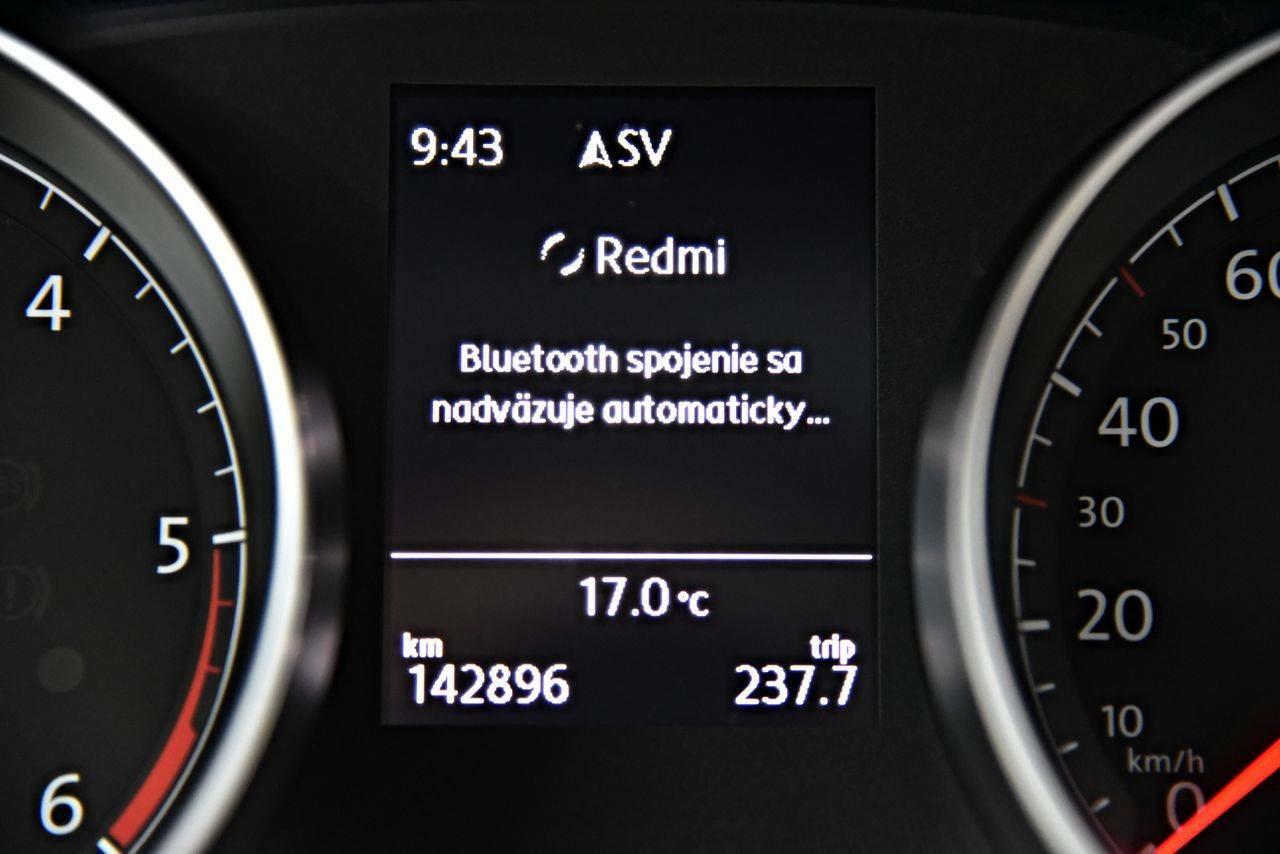 9:43 SV
Redmi
Bluetooth spojenie sa
nadväzuje automaticky...
17.0°C
km trip
142896 237.7
4
5
6
60
50
40
30
20
10
km/h
0